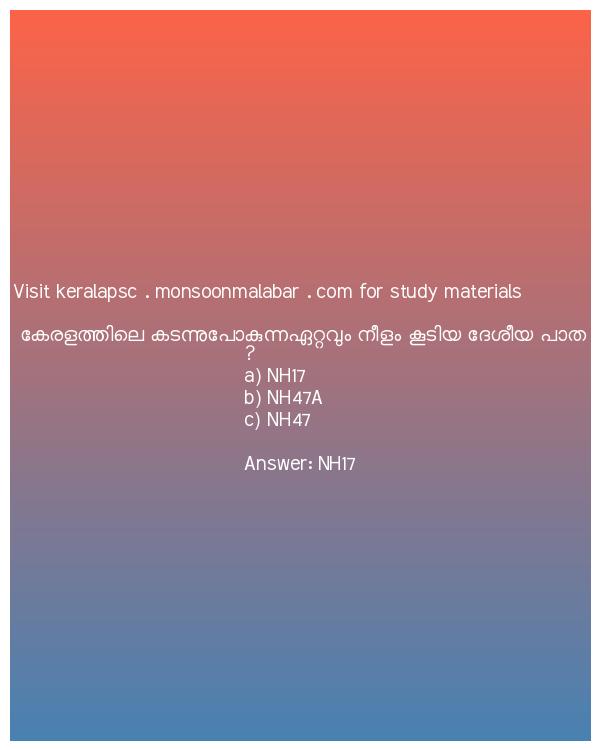 Visit keralapsc . monsoonmalabar . com for study materials
കേരളത്തിലെ കടന്നുപോകുന്നഏറ്റവും നീളം കൂടിയ ദേശീയ പാത
?
a) NH17
b) NH47A
c) NH47
Answer: NH17